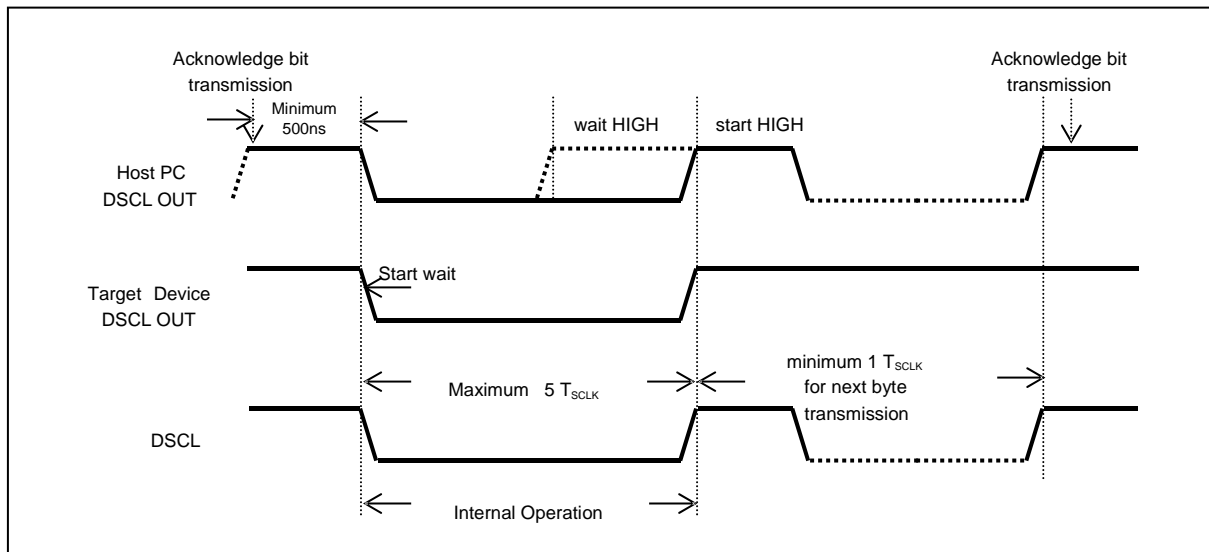 Acknowledge bit
transmission
Acknowledge bit
transmission
Minimum
500ns
wait HIGH
start HIGH
Host PC
DSCL OUT
Start wait
Target Device
DSCL OUT
Maximum 5 TSCLK
minimum 1 TSCLK
for next byte
transmission
DSCL
Internal Operation